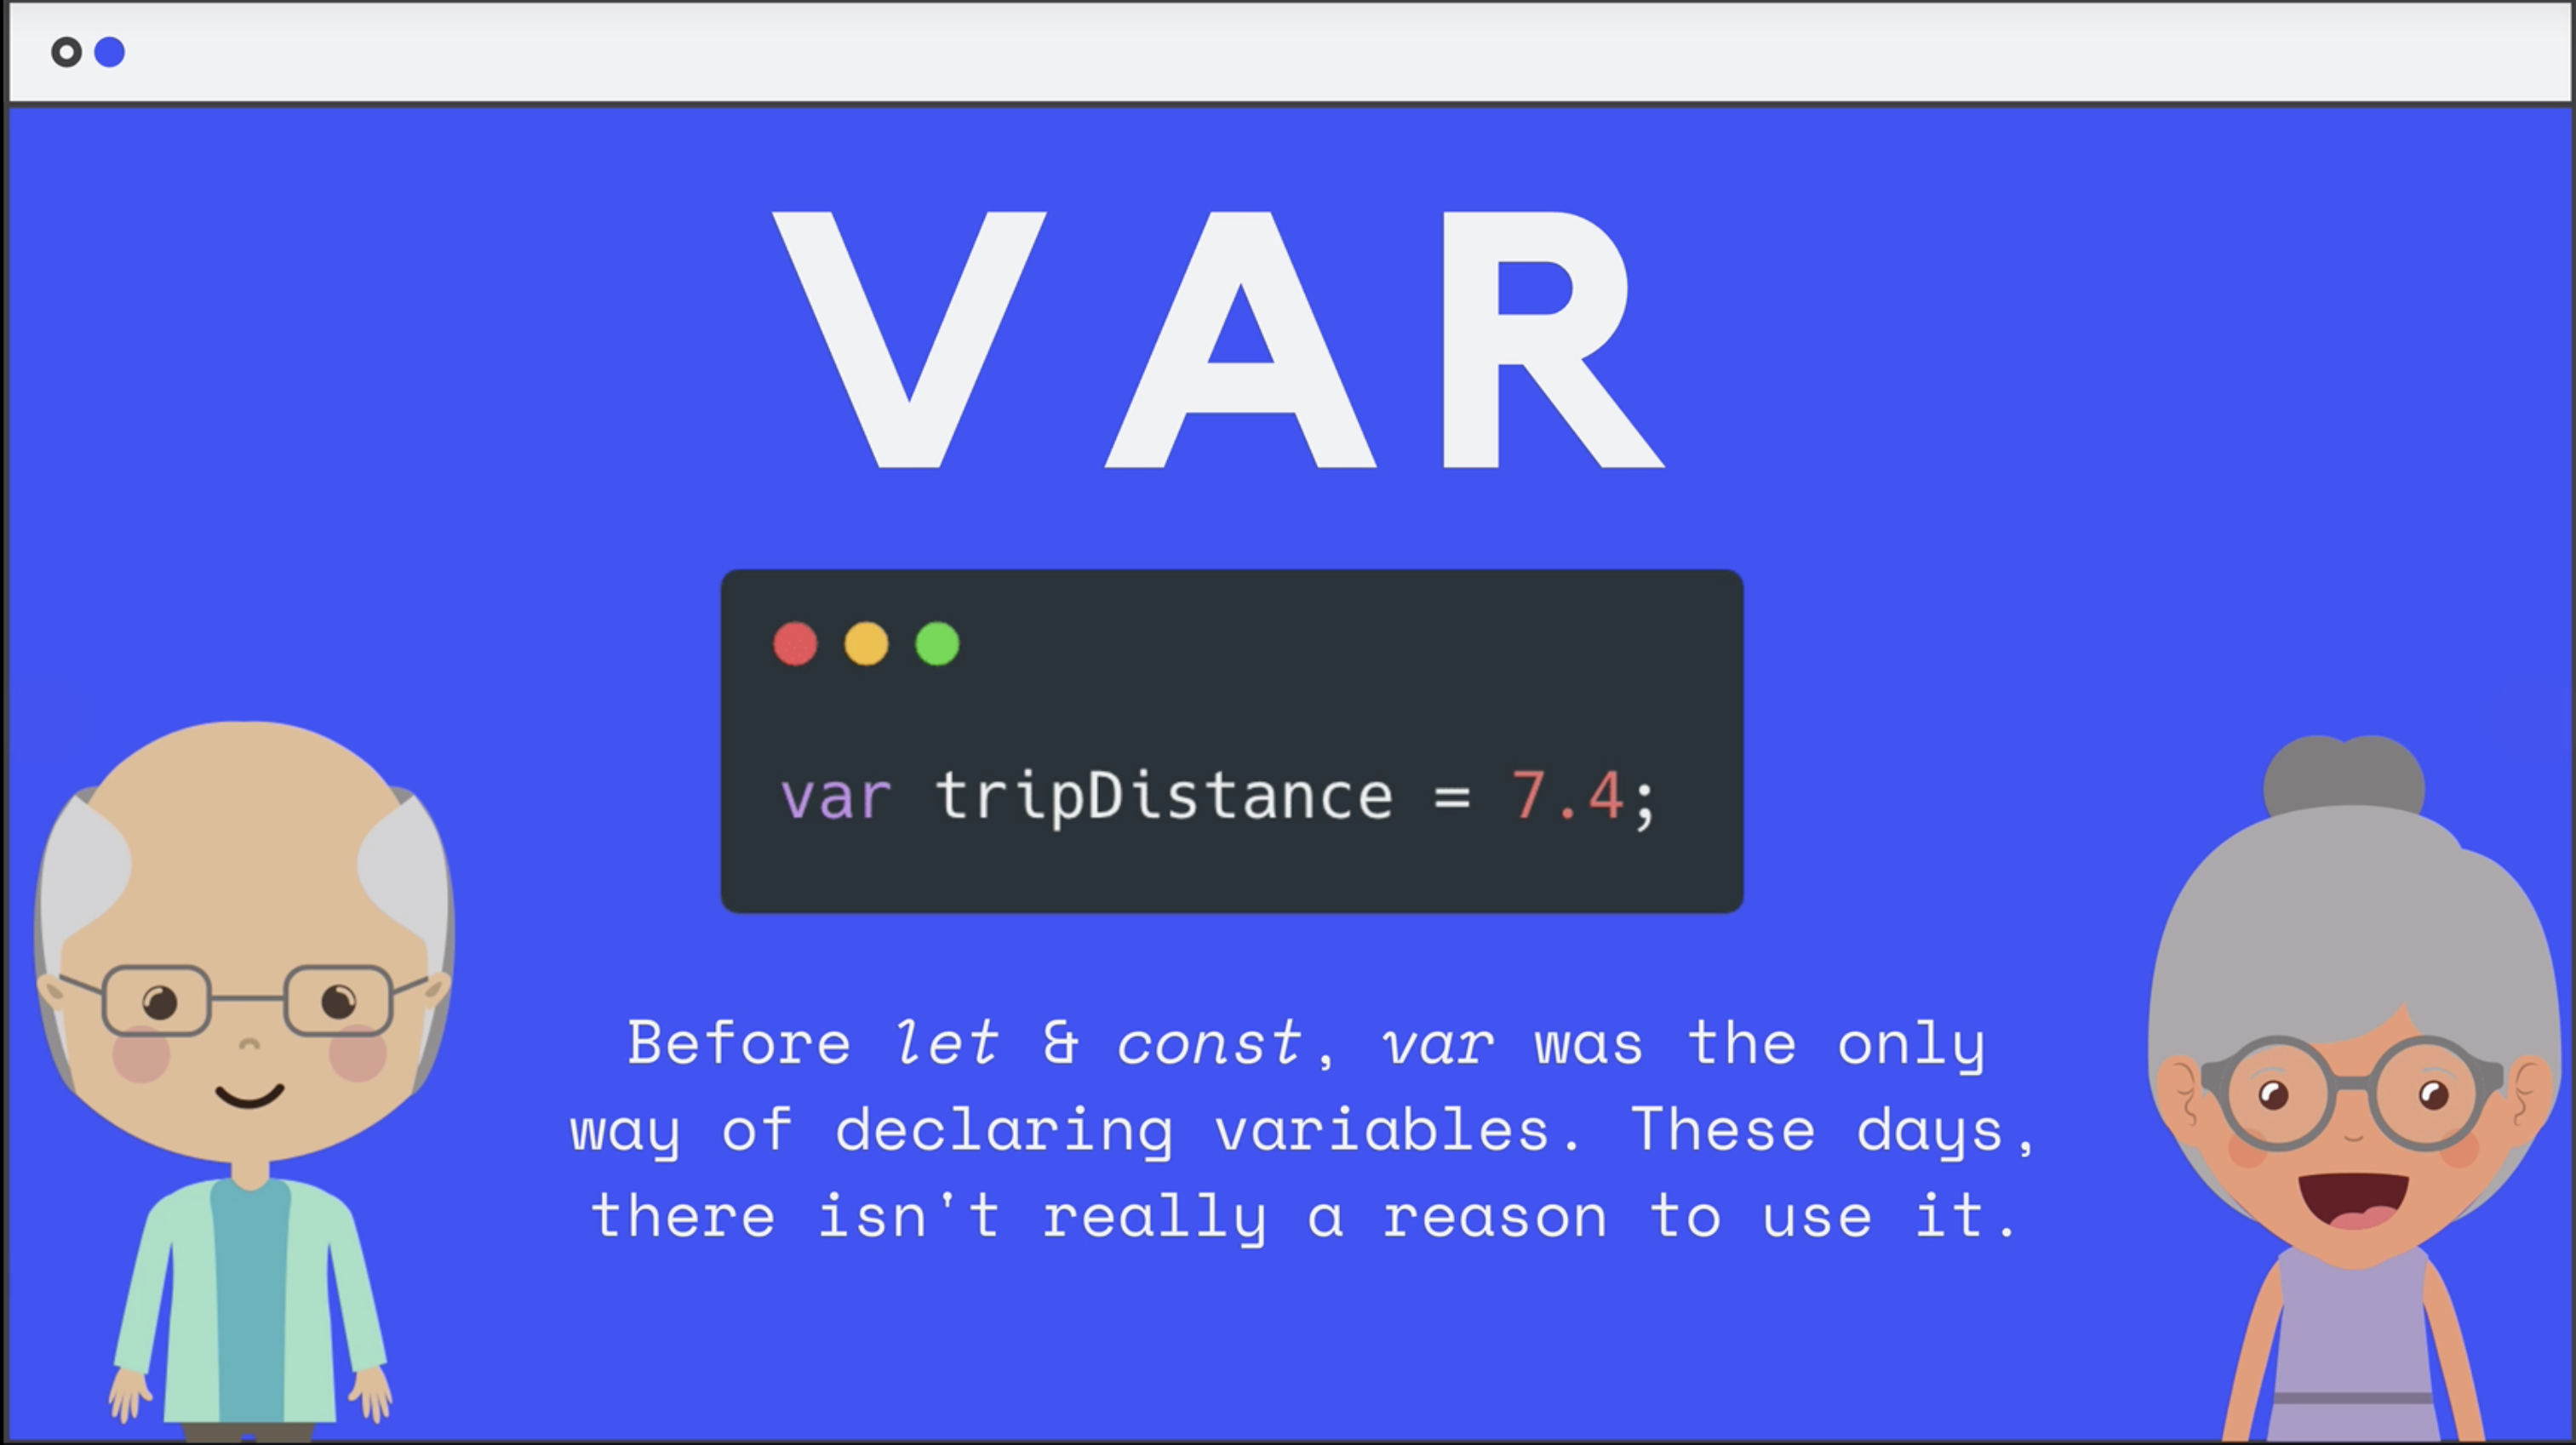 VAR
var tripDistance = 7.4;
Before let & const, var was the only
way of declaring variables. These days,
there isn't really a reason to use it.